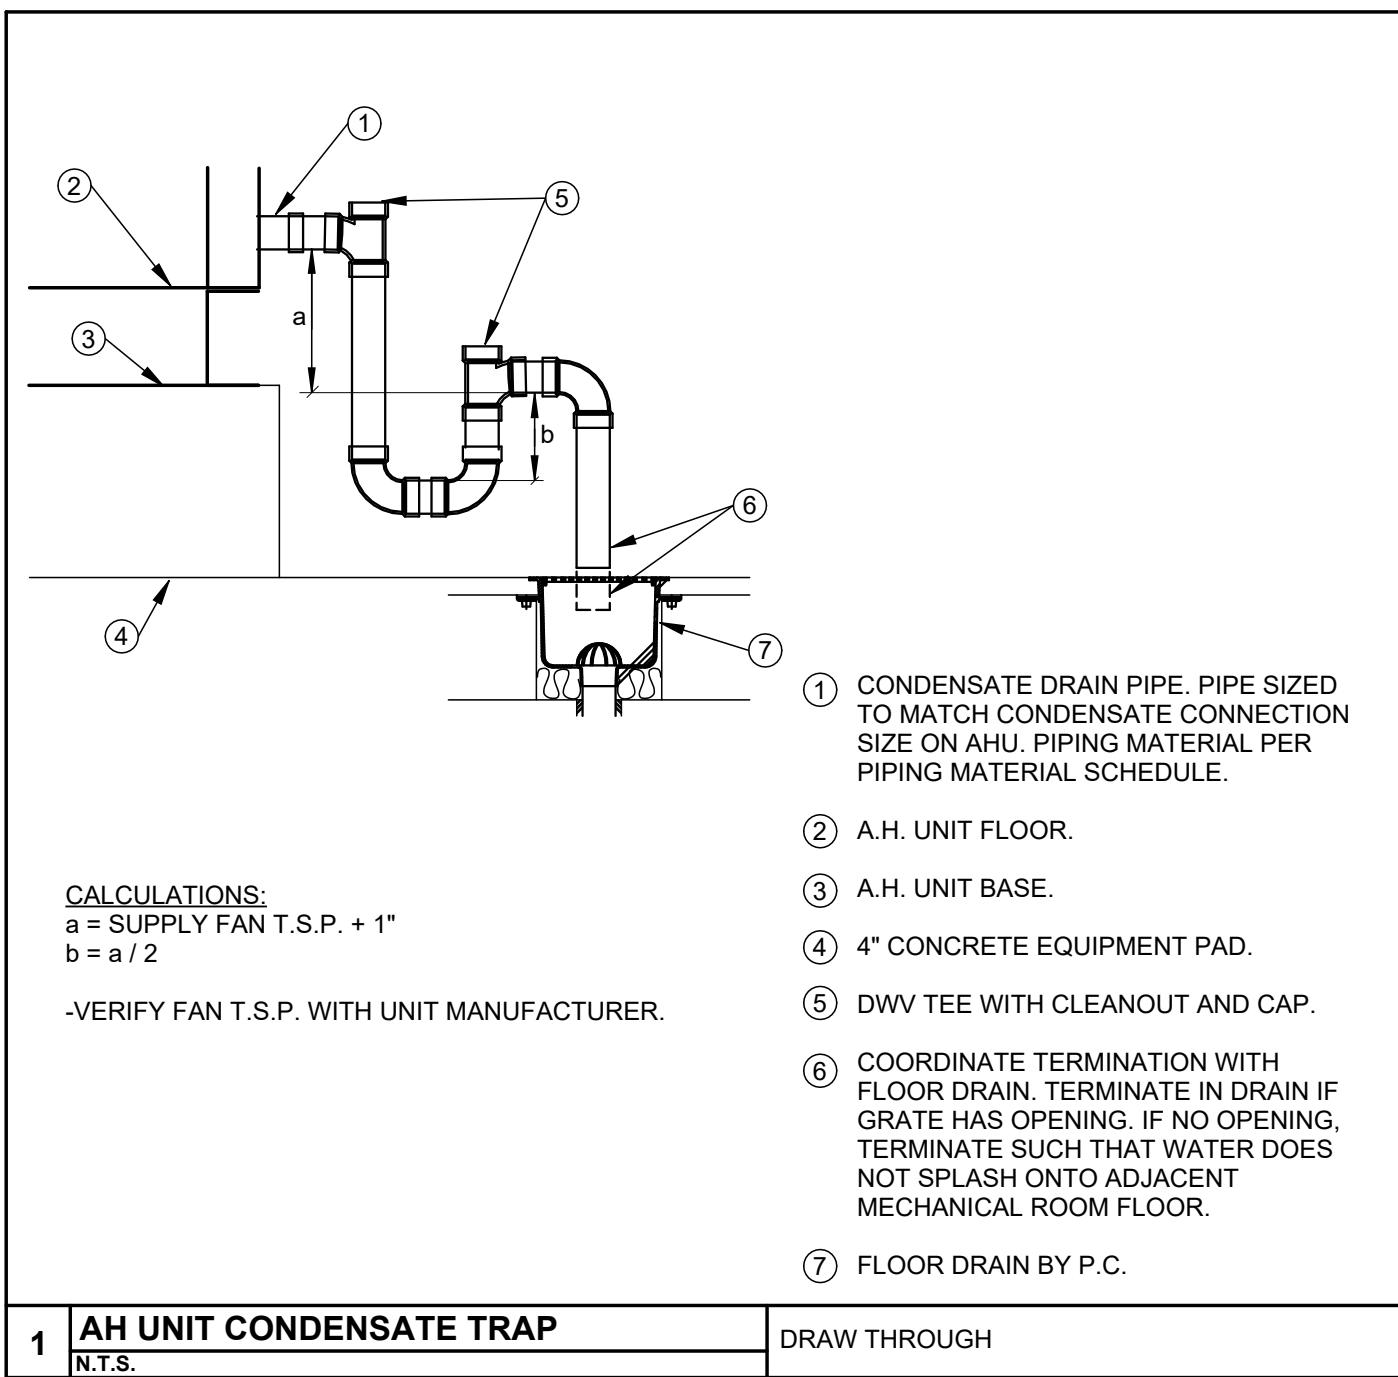 1
2
5
a
3
b
6
4
7
1 CONDENSATE DRAIN PIPE. PIPE SIZED
TO MATCH CONDENSATE CONNECTION
SIZE ON AHU. PIPING MATERIAL PER
PIPING MATERIAL SCHEDULE.
2 A.H. UNIT FLOOR.
3 A.H. UNIT BASE.
4 4" CONCRETE EQUIPMENT PAD.
5 DWV TEE WITH CLEANOUT AND CAP.
6 COORDINATE TERMINATION WITH
FLOOR DRAIN. TERMINATE IN DRAIN IF
GRATE HAS OPENING. IF NO OPENING,
TERMINATE SUCH THAT WATER DOES
NOT SPLASH ONTO ADJACENT
MECHANICAL ROOM FLOOR.
7 FLOOR DRAIN BY P.C.
CALCULATIONS:
a = SUPPLY FAN T.S.P. + 1"
b = a / 2
-VERIFY FAN T.S.P. WITH UNIT MANUFACTURER.
1
AH UNIT CONDENSATE TRAP
N.T.S.
DRAW THROUGH